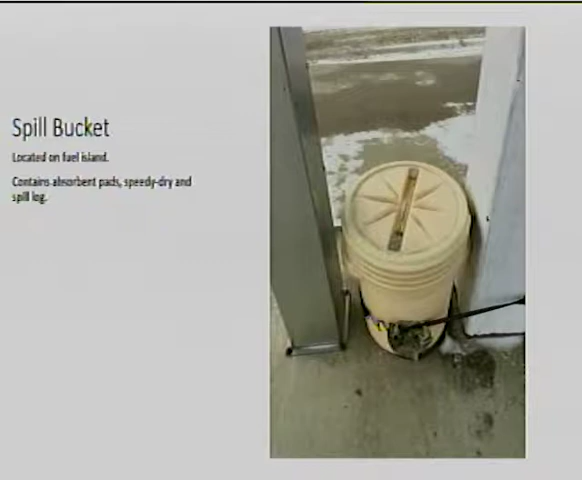 Spill Bucket
Located on fuel island.
Contains absorbent pads, speedy-dry and
spill log.